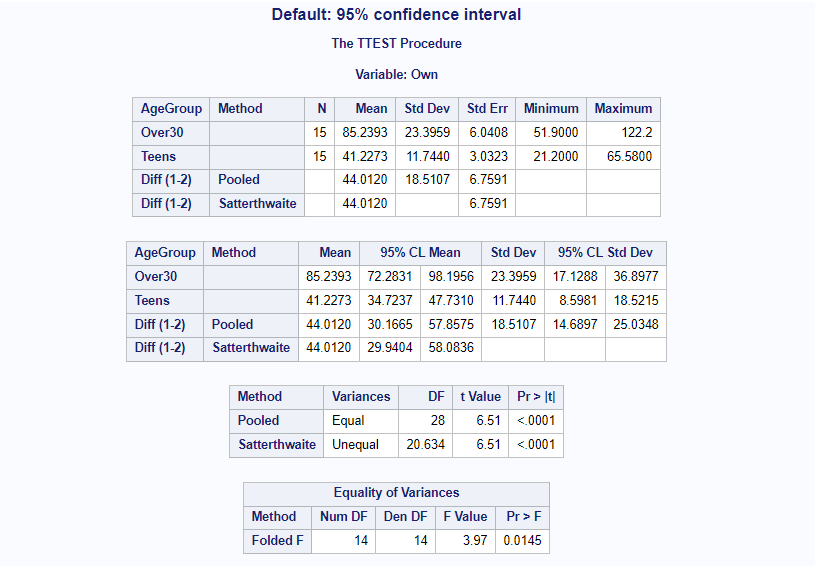 Default: 95% confidence interval
The TTEST Procedure
Variable: Own
AgeGroup Method N Mean Std Dev Std Err Minimum Maximum
Over30 15 85.2393 23.3959 6.0408 51.9000 122.2
Teens 15 41.2273 11.7440 3.0323 21.2000 65.5800
Diff (1-2) Pooled 44.0120 18.5107 6.7591
Diff (1-2) Satterthwaite 44.0120 6.7591
AgeGroup Method Mean 95% CL Mean Std Dev 95% CL Std Dev
Over30 85.2393 72.2831 98.1956 23.3959 17.1288 36.8977
Teens 41.2273 34.7237 47.7310 11.7440 8.5981 18.5215
Diff (1-2) Pooled 44.0120 30.1665 57.8575 18.5107 14.6897 25.0348
Diff (1-2) Satterthwaite 44.0120 29.9404 58.0836
Method Variances DF t Value Pr > |t|
Pooled Equal 28 6.51 <.0001
Satterthwaite Unequal 20.634 6.51 <.0001
Equality of Variances
Method Num DF Den DF F Value Pr > F
Folded F 14 14 3.97 0.0145